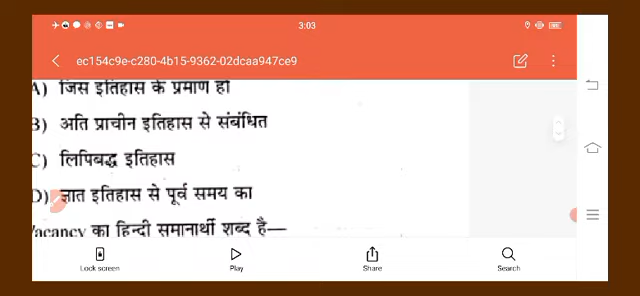 3:03
ec154c9e-c280-4b15-9362-02dcaa947ce9
A) जिस इतिहास के प्रमाण हों
B) अति प्राचीन इतिहास से संबंधित
C) लिपिबद्ध इतिहास
D) ज्ञात इतिहास से पूर्व समय का
Vacancy का हिन्दी समानार्थी शब्द है—
Lock screen
Play
Share
Search